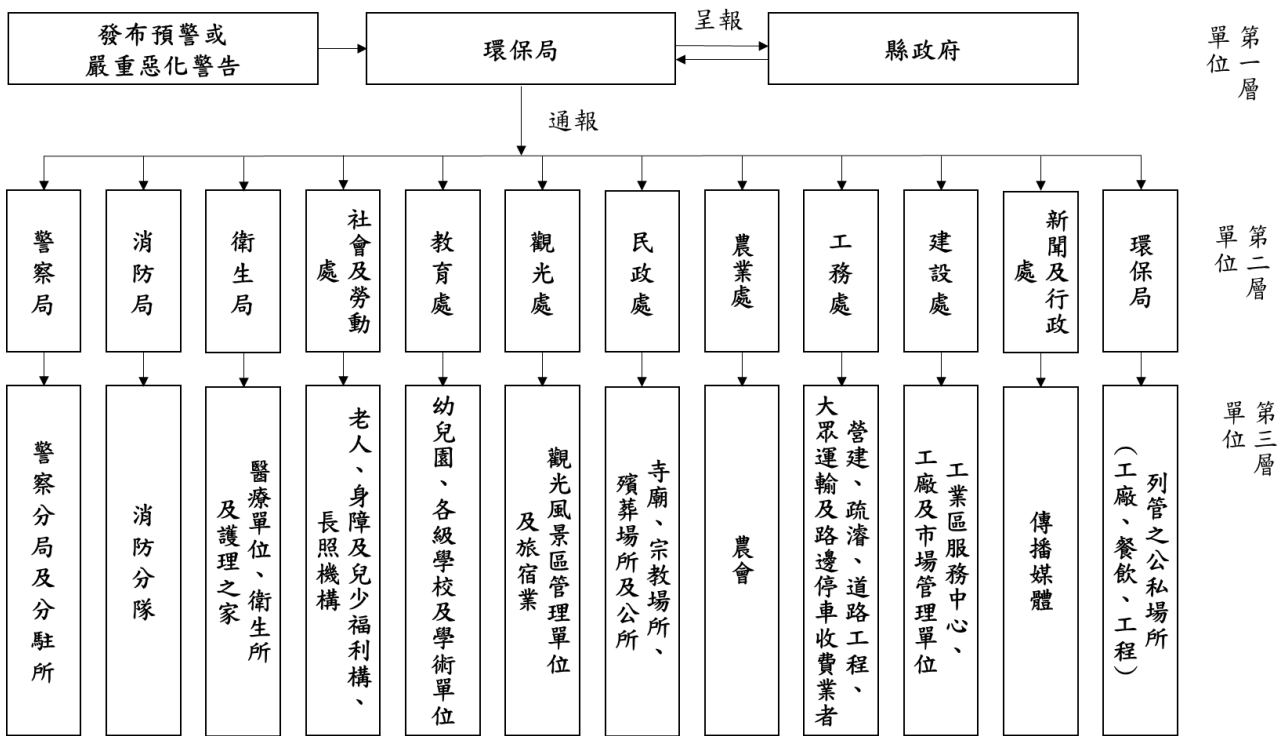 發布預警或
嚴重惡化警告
環保局
呈報
縣政府
第一層
單位
通報
警察局
消防局
衛生局
社會及勞動
處
教育處
觀光處
民政處
農業處
工務處
建設處
新聞及行政
處
環保局
第二層
單位
警察分局及分駐所
消防分隊
醫療單位、衛生所
及護理之家
老人、身障及兒少福利構、
長照機構
幼兒園、各級學校及學術單位
觀光風景區管理單位
及旅宿業
寺廟、宗教場所、
殯葬場所及公所
農會
營建、疏濬、道路工程、
大眾運輸及路邊停車收費業者
工業區服務中心、
工廠及市場管理單位
傳播媒體
列管之公私場所
(工廠、餐飲、工程)
第三層
單位